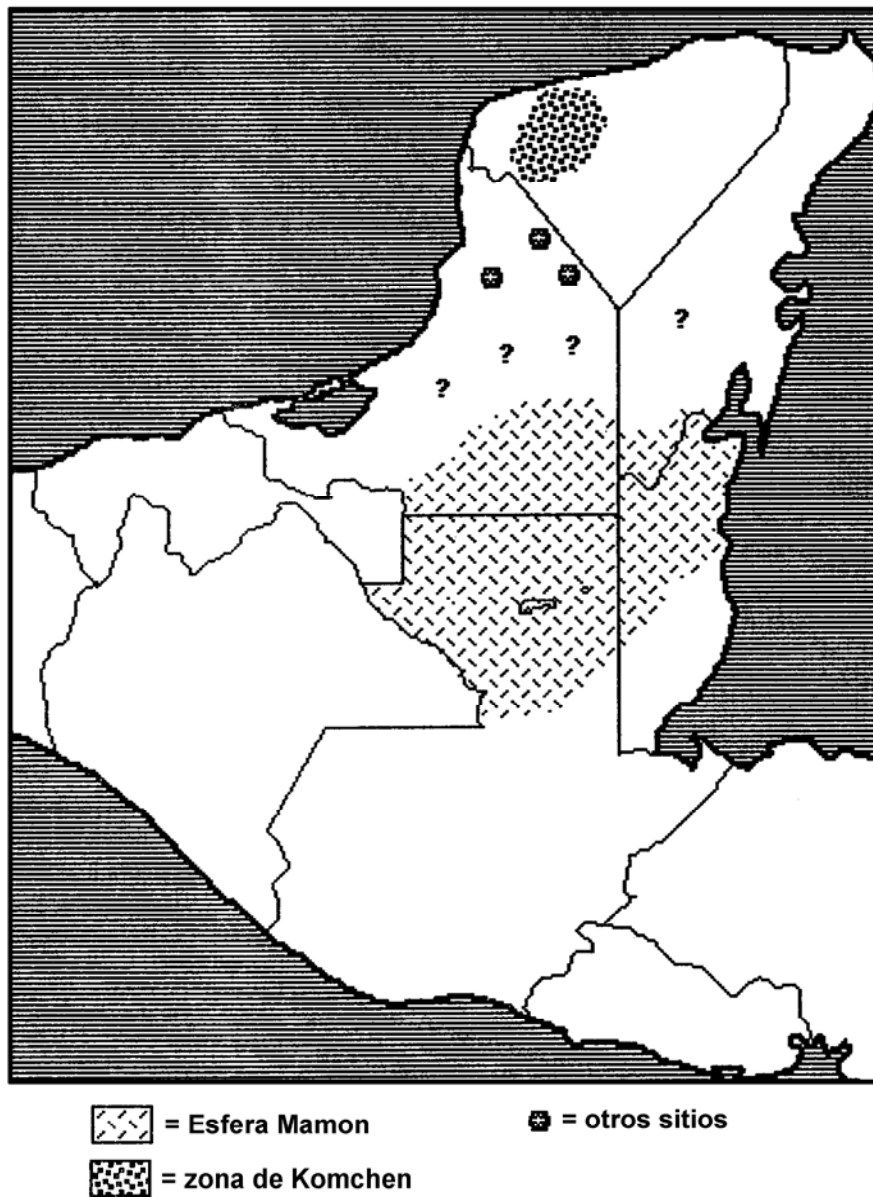 ?
?
?
?
= Esfera Mamon
= otros sitios
= zona de Komchen